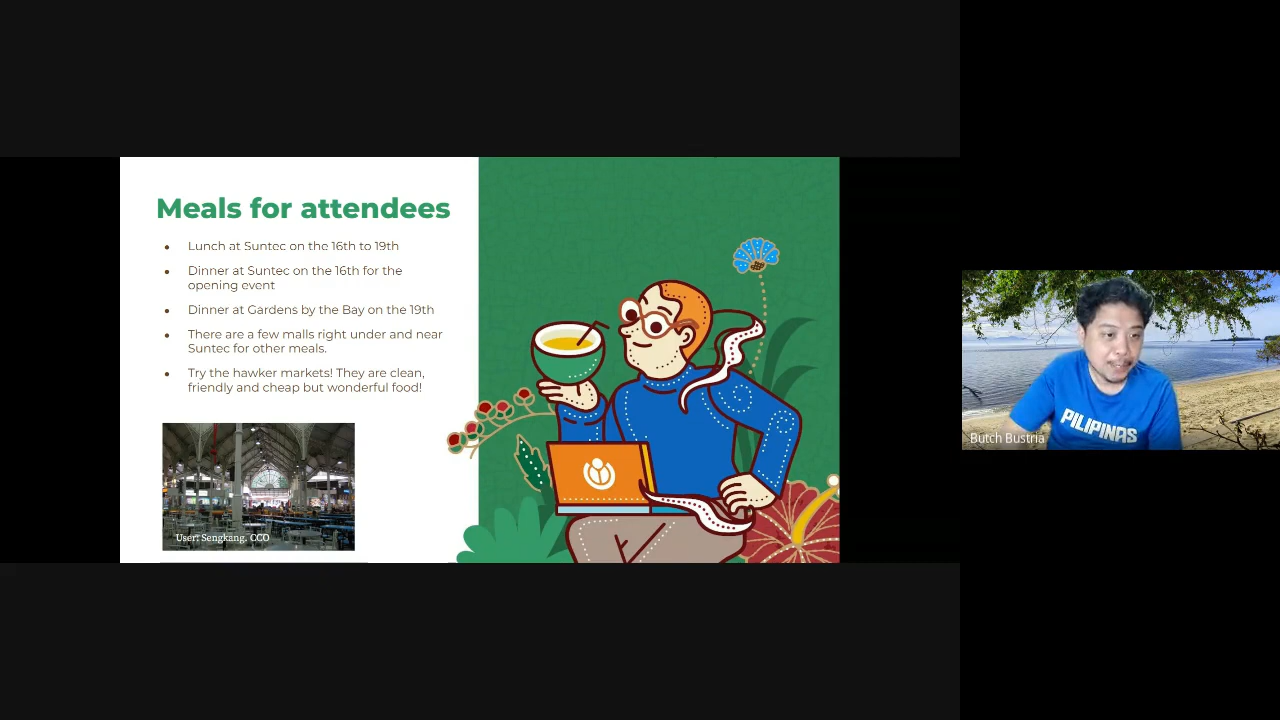 Meals for attendees
● Lunch at Suntec on the 16th to 19th
● Dinner at Suntec on the 16th for the
opening event
● Dinner at Gardens by the Bay on the 19th
● There are a few malls right under and near
Suntec for other meals.
● Try the hawker markets! They are clean,
friendly and cheap but wonderful food!
User: Sengkang. CC0
PILIPINAS
Butch Bustria